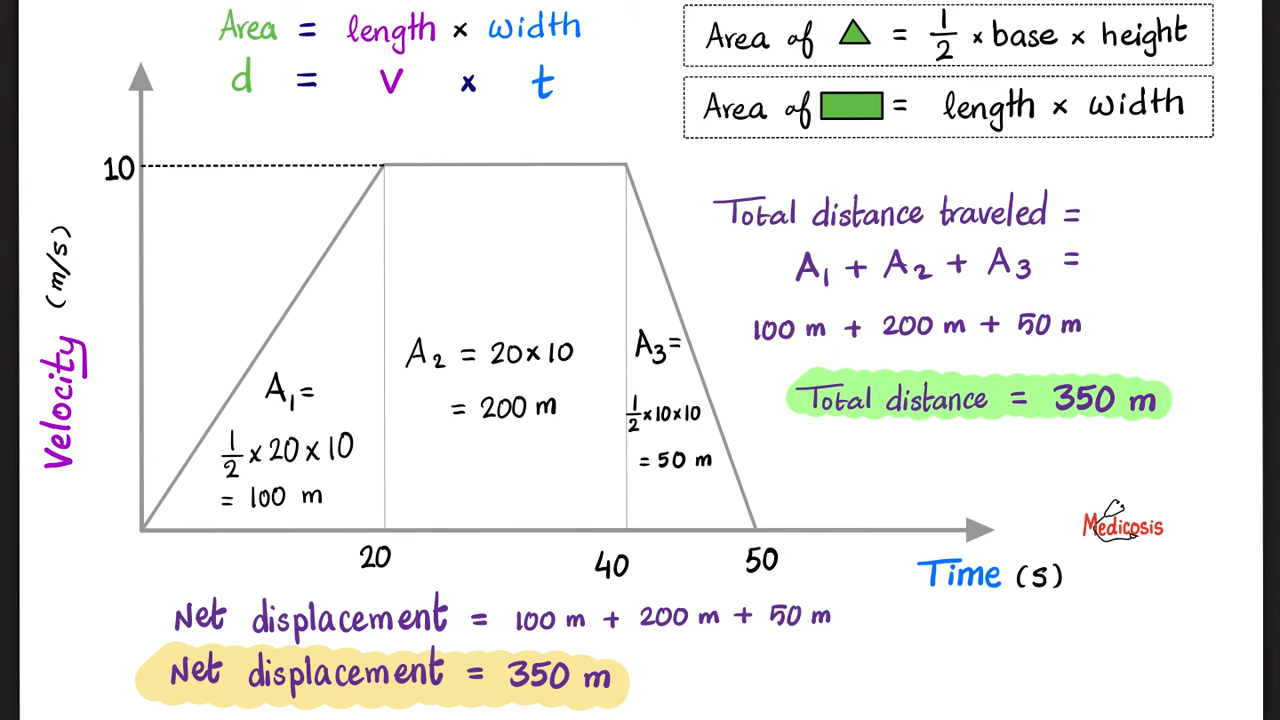 Area = length × width
d = v × t
Area of = 1/2 × base × height
Area of = length × width
10
Velocity (m/s)
A₁ =
1/2 × 20 × 10
= 100 m
A₂ = 20 × 10
= 200 m
A₃ =
1/2 × 10 × 10
= 50 m
20
40
50
Time (s)
Total distance traveled =
A₁ + A₂ + A₃ =
100 m + 200 m + 50 m
Total distance = 350 m
Medicosis
Net displacement = 100 m + 200 m + 50 m
Net displacement = 350 m